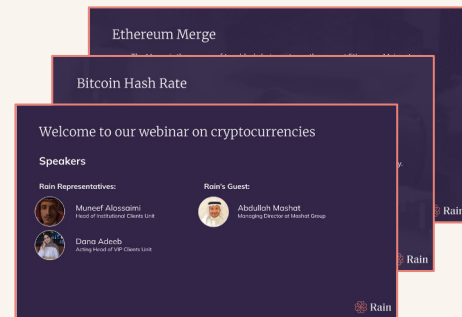 Ethereum Merge
Bitcoin Hash Rate
Welcome to our webinar on cryptocurrencies
Speakers
Rain Representatives:
Muneef Alossaimi
Head of Institutional Clients Unit
Dana Adeeb
Acting Head of VIP Clients Unit
Rain's Guest:
Abdullah Mashat
Managing Director at Mashat Group
y.
Rain
Rain
Rain